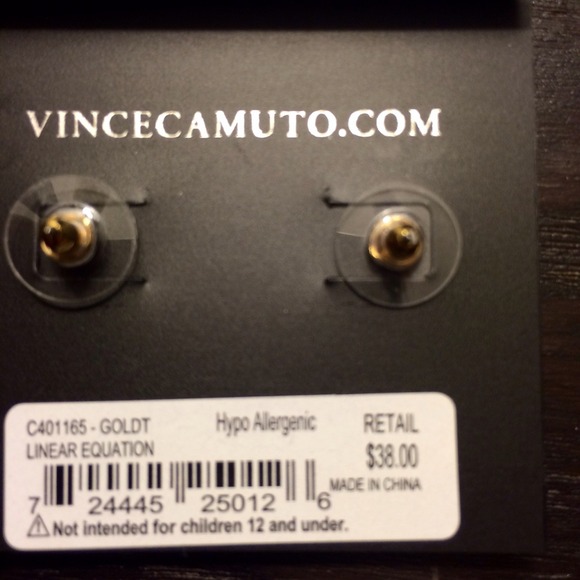 VINCECAMUTO.COM
C401165 - GOLDT Hypo Allergenic RETAIL
LINEAR EQUATION $38.00
MADE IN CHINA
7 24445 25012 6
⚠ Not intended for children 12 and under.